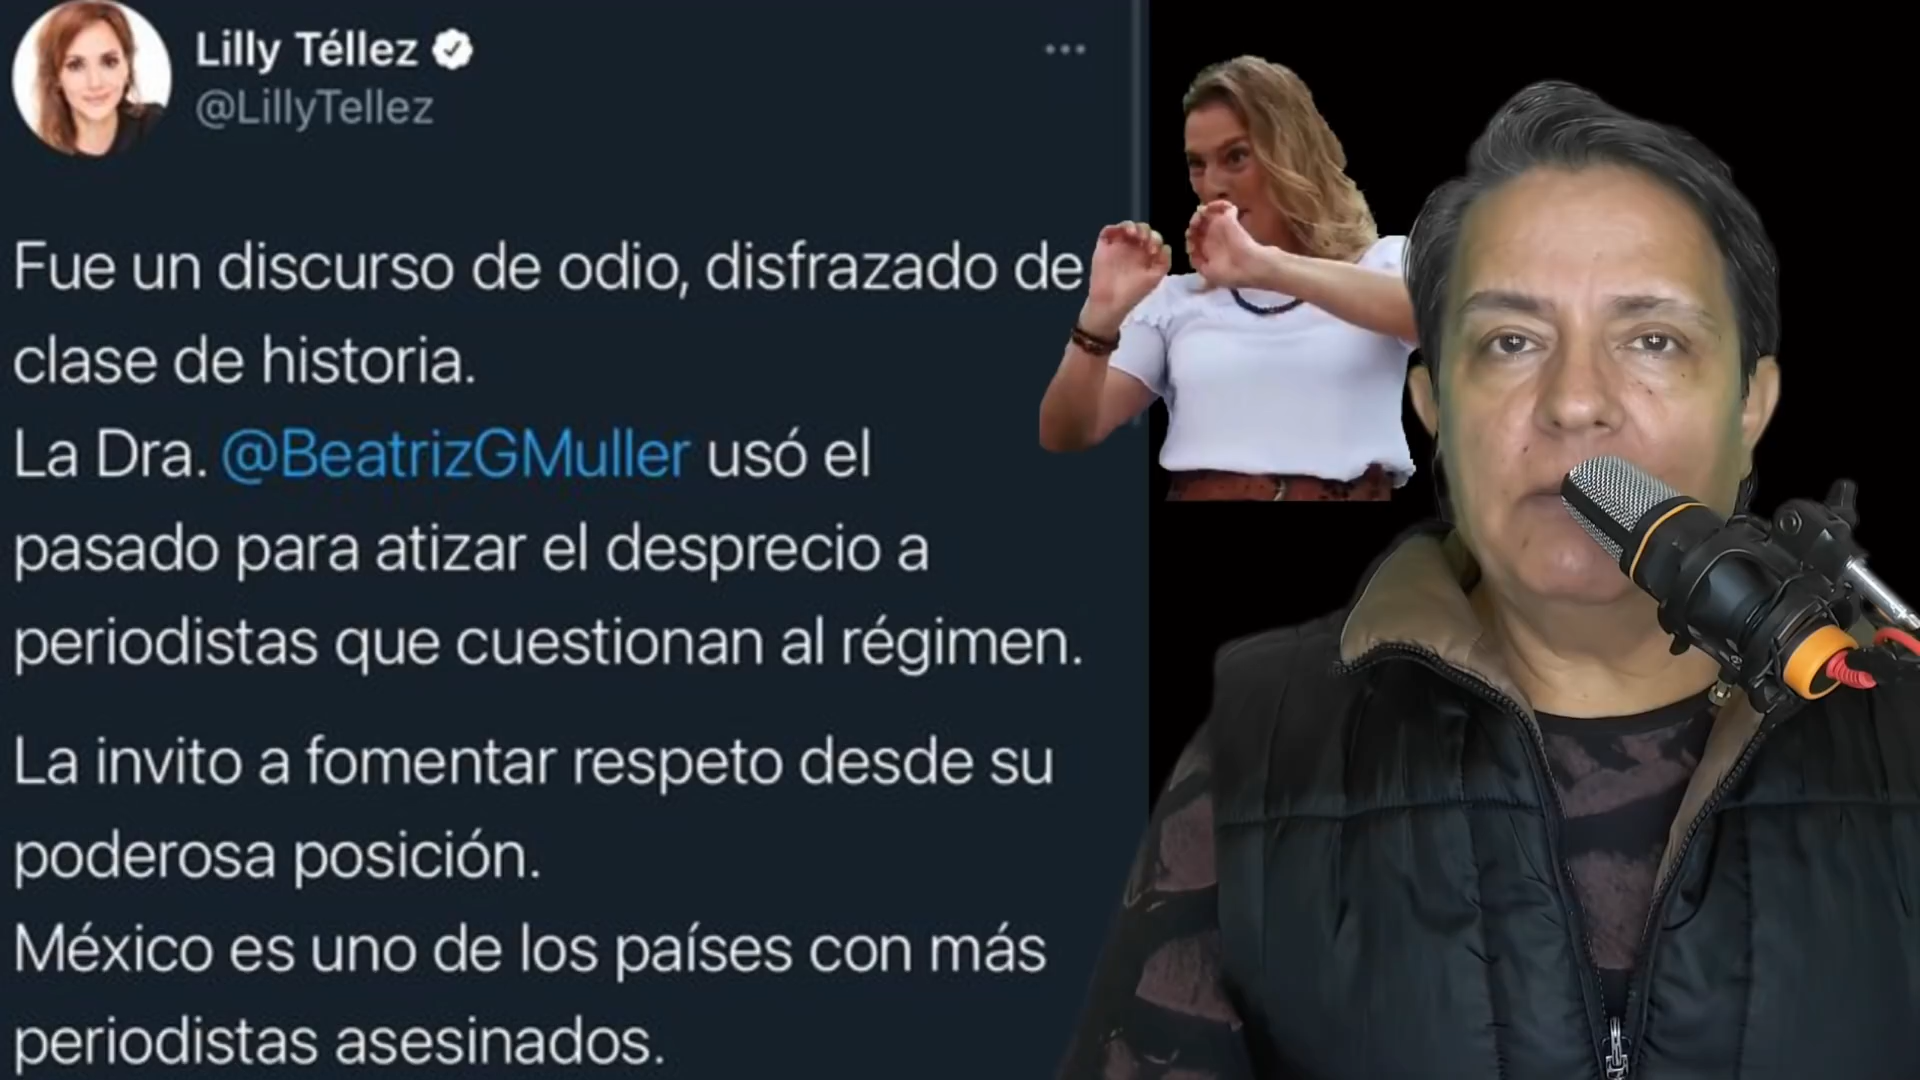 Lilly Téllez
@LillyTellez
Fue un discurso de odio, disfrazado de
clase de historia.
La Dra. @BeatrizGMuller usó el
pasado para atizar el desprecio a
periodistas que cuestionan al régimen.
La invito a fomentar respeto desde su
poderosa posición.
México es uno de los países con más
periodistas asesinados.